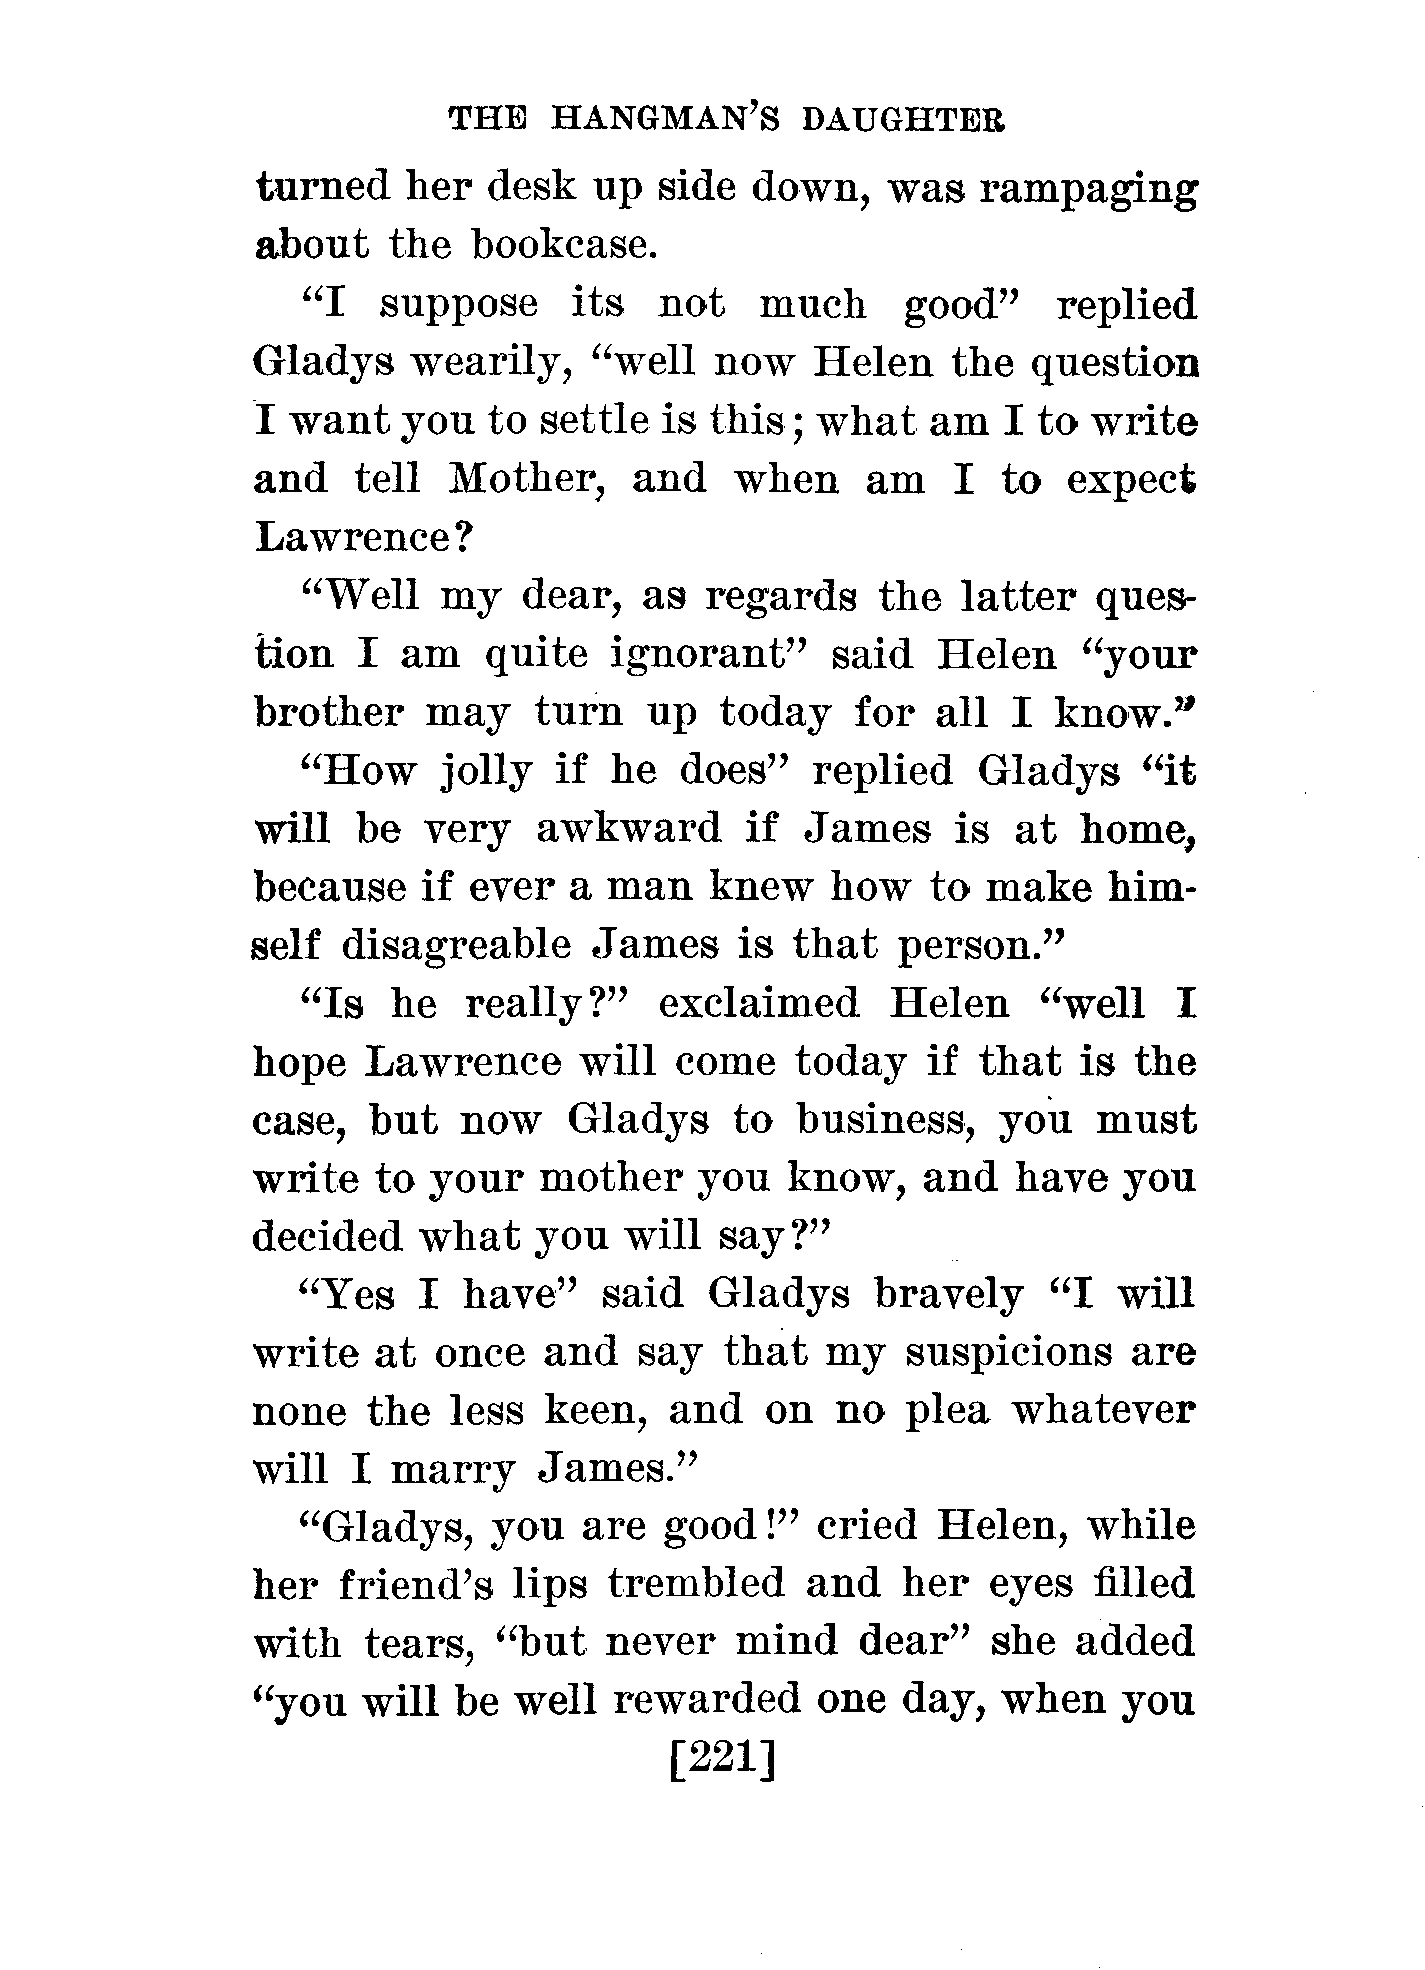 THE HANGMAN'S DAUGHTER
turned her desk up side down, was rampaging
about the bookcase.
"I suppose its not much good" replied
Gladys wearily, "well now Helen the question
I want you to settle is this; what am I to write
and tell Mother, and when am I to expect
Lawrence?
"Well my dear, as regards the latter ques-
tion I am quite ignorant" said Helen "your
brother may turn up today for all I know."
"How jolly if he does" replied Gladys "it
will be very awkward if James is at home,
because if ever a man knew how to make him-
self disagreable James is that person."
"Is he really?" exclaimed Helen "well I
hope Lawrence will come today if that is the
case, but now Gladys to business, you must
write to your mother you know, and have you
decided what you will say?"
"Yes I have" said Gladys bravely "I will
write at once and say that my suspicions are
none the less keen, and on no plea whatever
will I marry James."
"Gladys, you are good!" cried Helen, while
her friend's lips trembled and her eyes filled
with tears, "but never mind dear" she added
"you will be well rewarded one day, when you
[221]